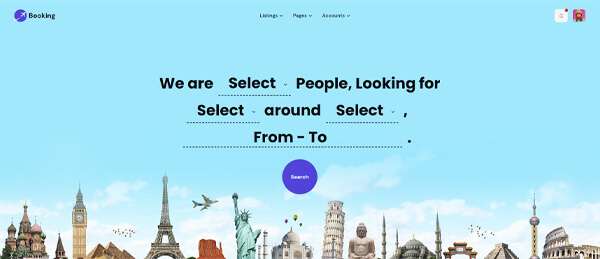 Booking
Listings
Pages
Accounts
We are Select People, Looking for
Select around Select ,
From - To .
Search